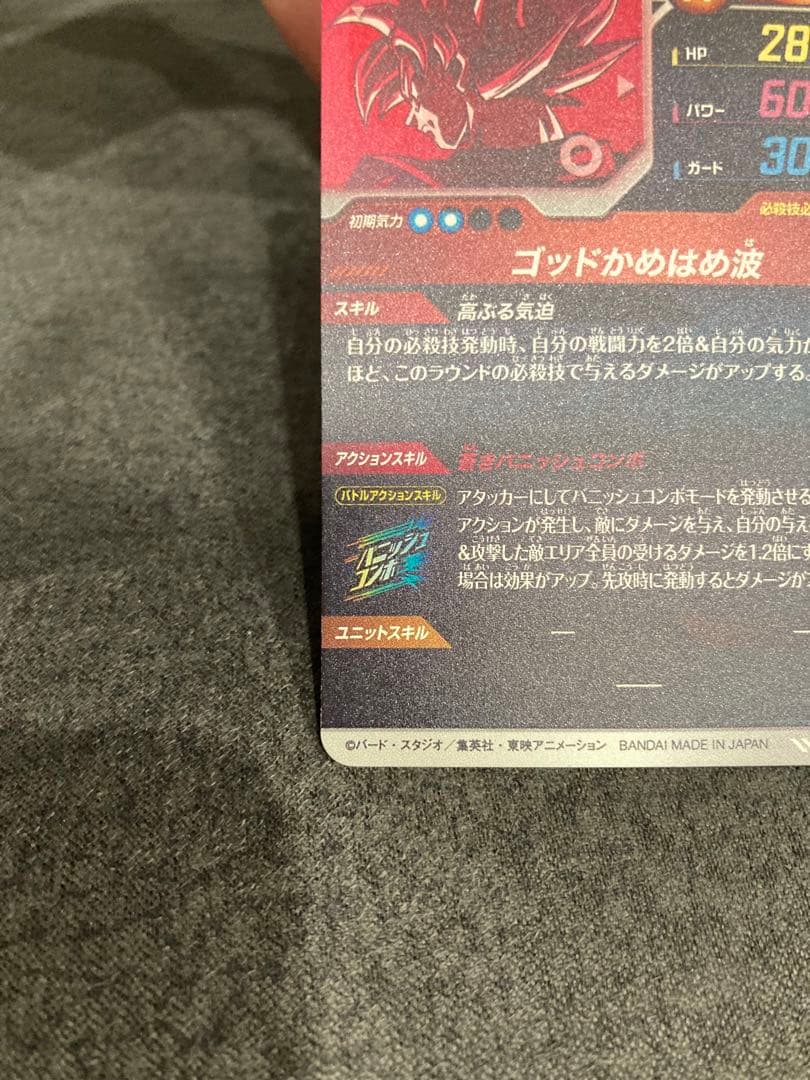 HP 28
パワー 60
ガード 30
初期気力
必殺技必
ゴッドかめはめ波
スキル 高ぶる気迫
自分の必殺技発動時、自分の戦闘力を2倍&自分の気力が
ほど、このラウンドの必殺技で与えるダメージがアップする。
アクションスキル 蒼きバニッシュコンボ
バトルアクションスキル アタッカーにしてバニッシュコンボモードを発動させる
アクションが発生し、敵にダメージを与え、自分の与え
&攻撃した敵エリア全員の受けるダメージを1.2倍にす
場合は効果がアップ。先攻時に発動するとダメージが
バニッシュ
コンボ
ユニットスキル —
—
©バード・スタジオ／集英社・東映アニメーション BANDAI MADE IN JAPAN